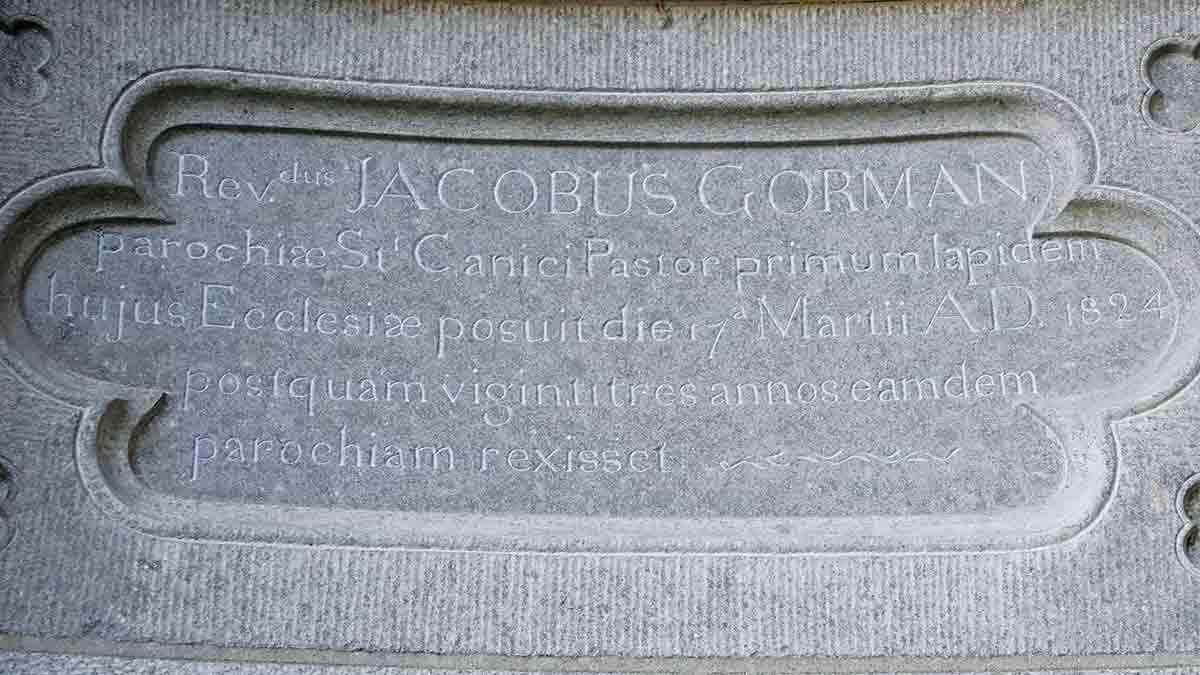 Rev.dus JACOBUS GORMAN,
parochiæ Sti Canici Pastor primum lapidem
hujus Ecclesiæ posuit die 17a Martii A.D. 1824
postquam viginti tres annos eamdem
parochiam rexisset